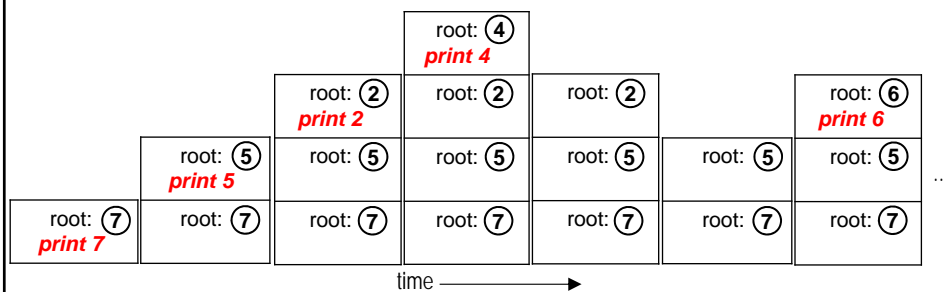 root: 4
print 4
root: 2
print 2
root: 2
root: 2
root: 6
print 6
root: 5
print 5
root: 5
root: 5
root: 5
root: 5
root: 5
..
root: 7
print 7
root: 7
root: 7
root: 7
root: 7
root: 7
root: 7
time